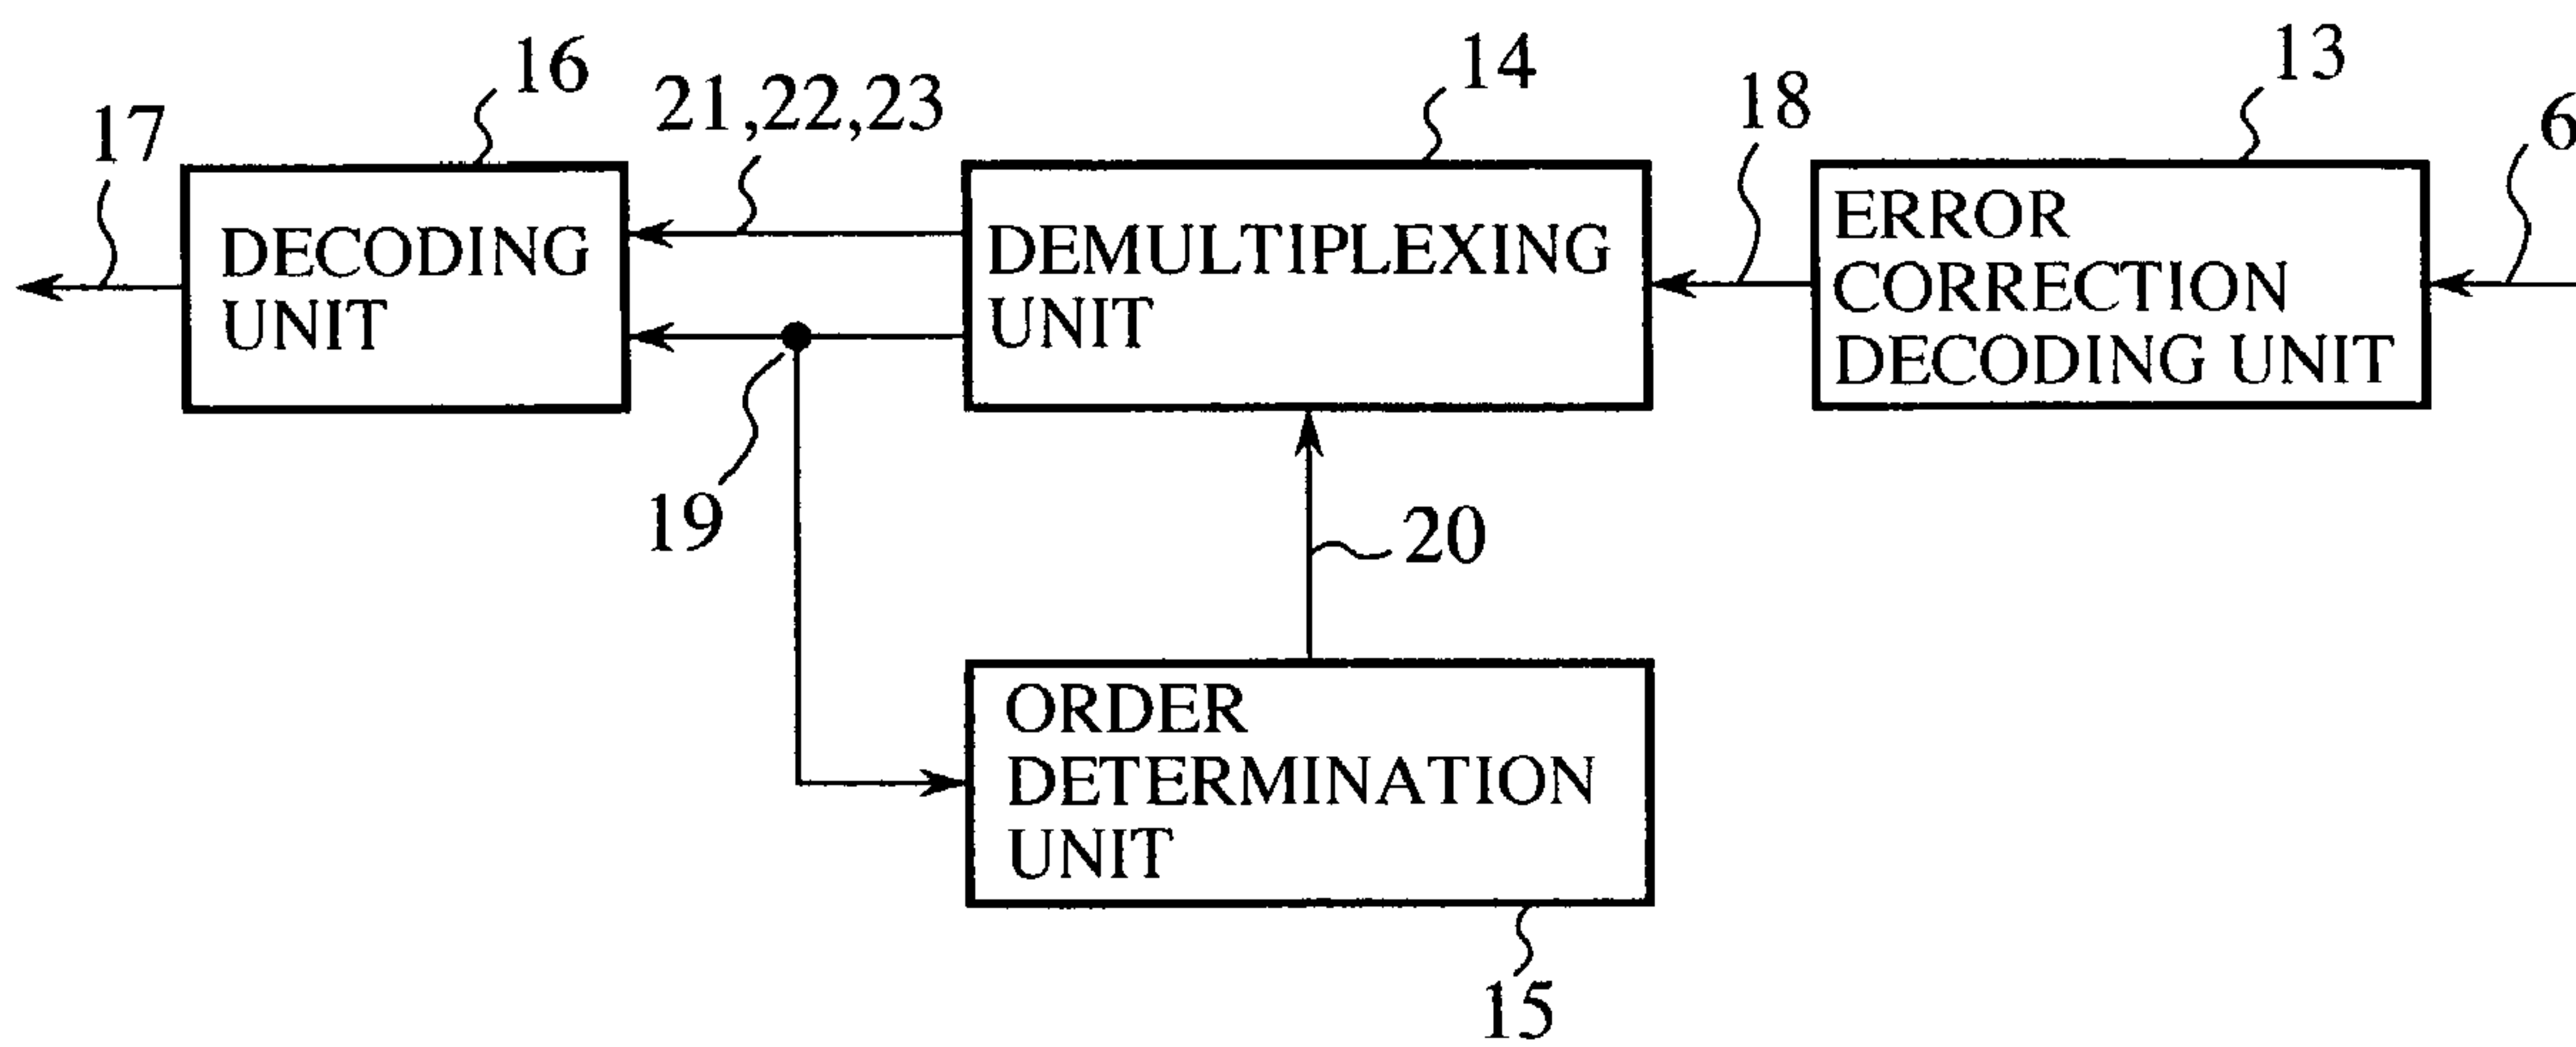 16
21,22,23
14
18
13
6
17
DECODING
UNIT
DEMULTIPLEXING
UNIT
ERROR
CORRECTION
DECODING UNIT
19
20
ORDER
DETERMINATION
UNIT
15